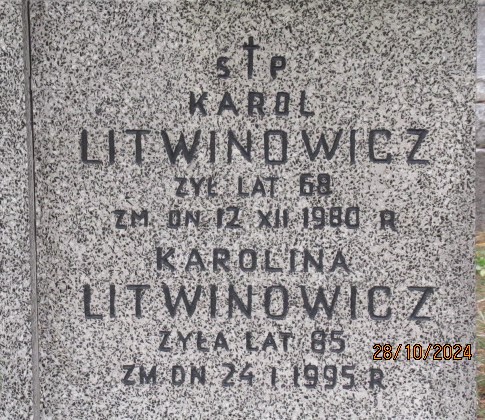 S † P
KAROL
LITWINOWICZ
ŻYŁ LAT 68
ZM DN 12 XII 1980 R
KAROLINA
LITWINOWICZ
ŻYŁA LAT 85
ZM DN 24 I 1995 R
28/10/2024